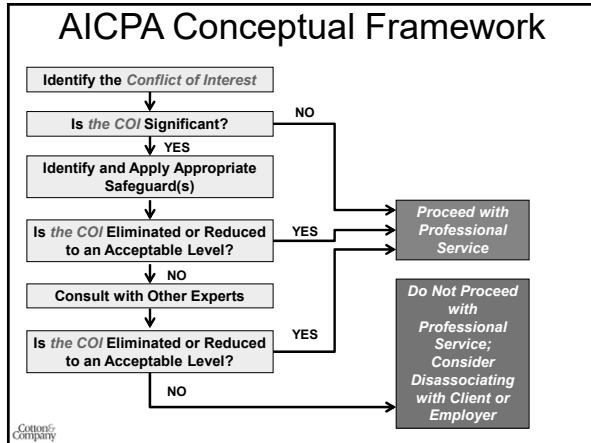 AICPA Conceptual Framework
Identify the Conflict of Interest
Is the COI Significant?
NO
YES
Identify and Apply Appropriate
Safeguard(s)
Is the COI Eliminated or Reduced
to an Acceptable Level?
YES
Proceed with
Professional
Service
NO
Consult with Other Experts
Is the COI Eliminated or Reduced
to an Acceptable Level?
YES
NO
Do Not Proceed
with
Professional
Service;
Consider
Disassociating
with Client or
Employer
Cotton&
Company